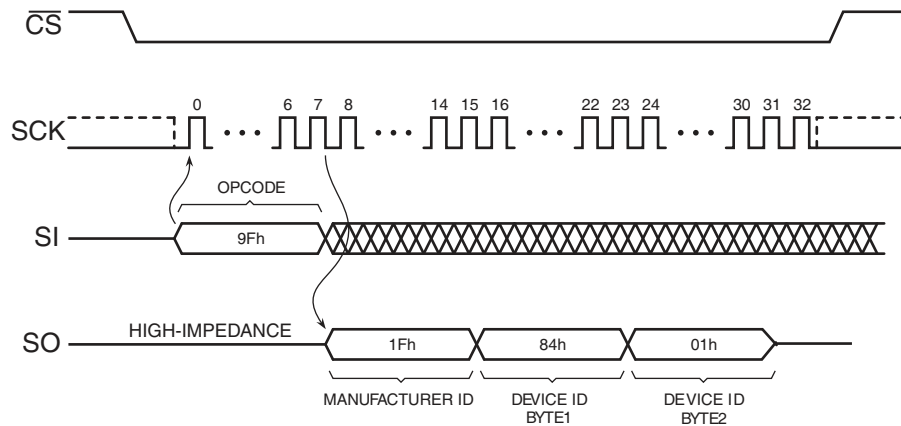 CS
0 6 7 8 14 15 16 22 23 24 30 31 32
SCK
OPCODE
SI 9Fh
HIGH-IMPEDANCE
SO 1Fh 84h 01h
MANUFACTURER ID DEVICE ID DEVICE ID
BYTE1 BYTE2